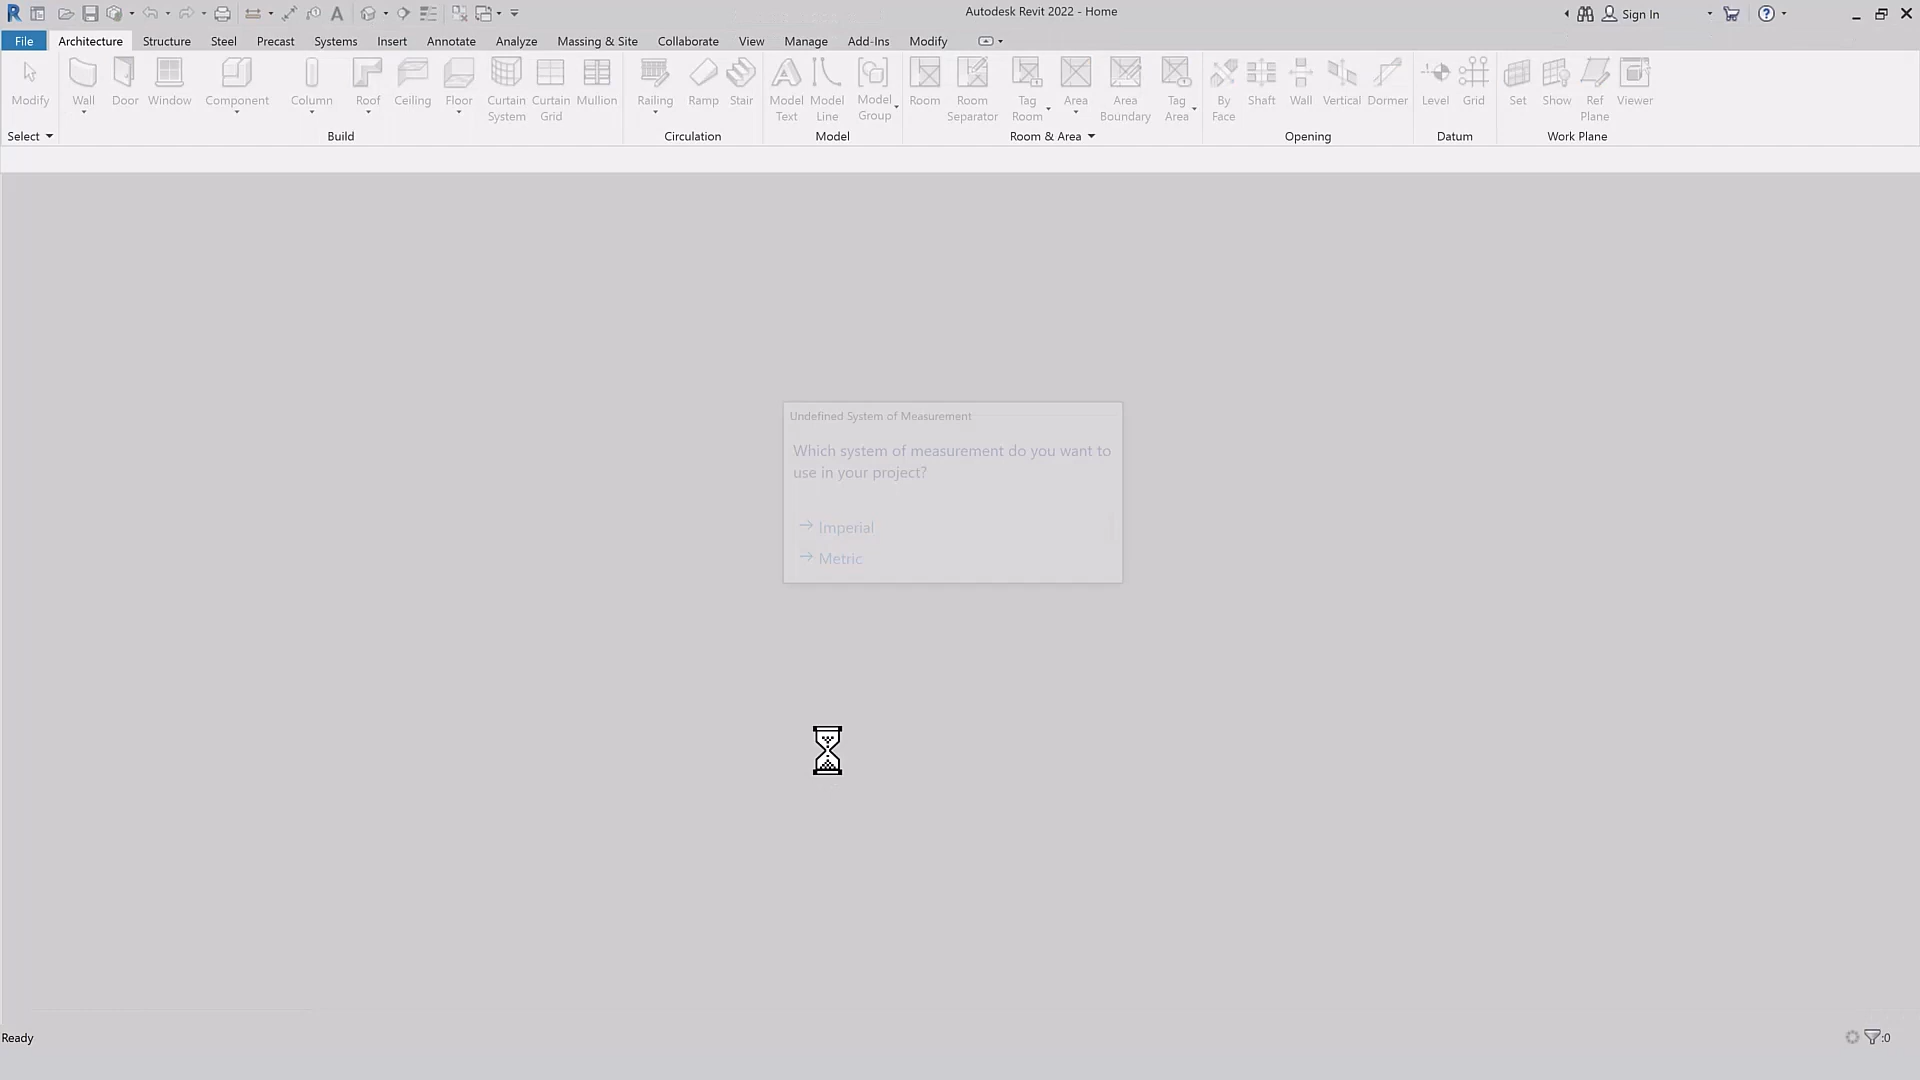 Autodesk Revit 2022 - Home
Sign In
File Architecture Structure Steel Precast Systems Insert Annotate Analyze Massing & Site Collaborate View Manage Add-Ins Modify
Modify Wall Door Window Component Column Roof Ceiling Floor Curtain System Curtain Grid Mullion Railing Ramp Stair Model Text Model Line Model Group Room Room Separator Tag Room Area Area Boundary Tag Area By Face Shaft Wall Vertical Dormer Level Grid Set Show Ref Plane Viewer
Select Build Circulation Model Room & Area Opening Datum Work Plane
Undefined System of Measurement
Which system of measurement do you want to
use in your project?
Imperial
Metric
Ready
:0